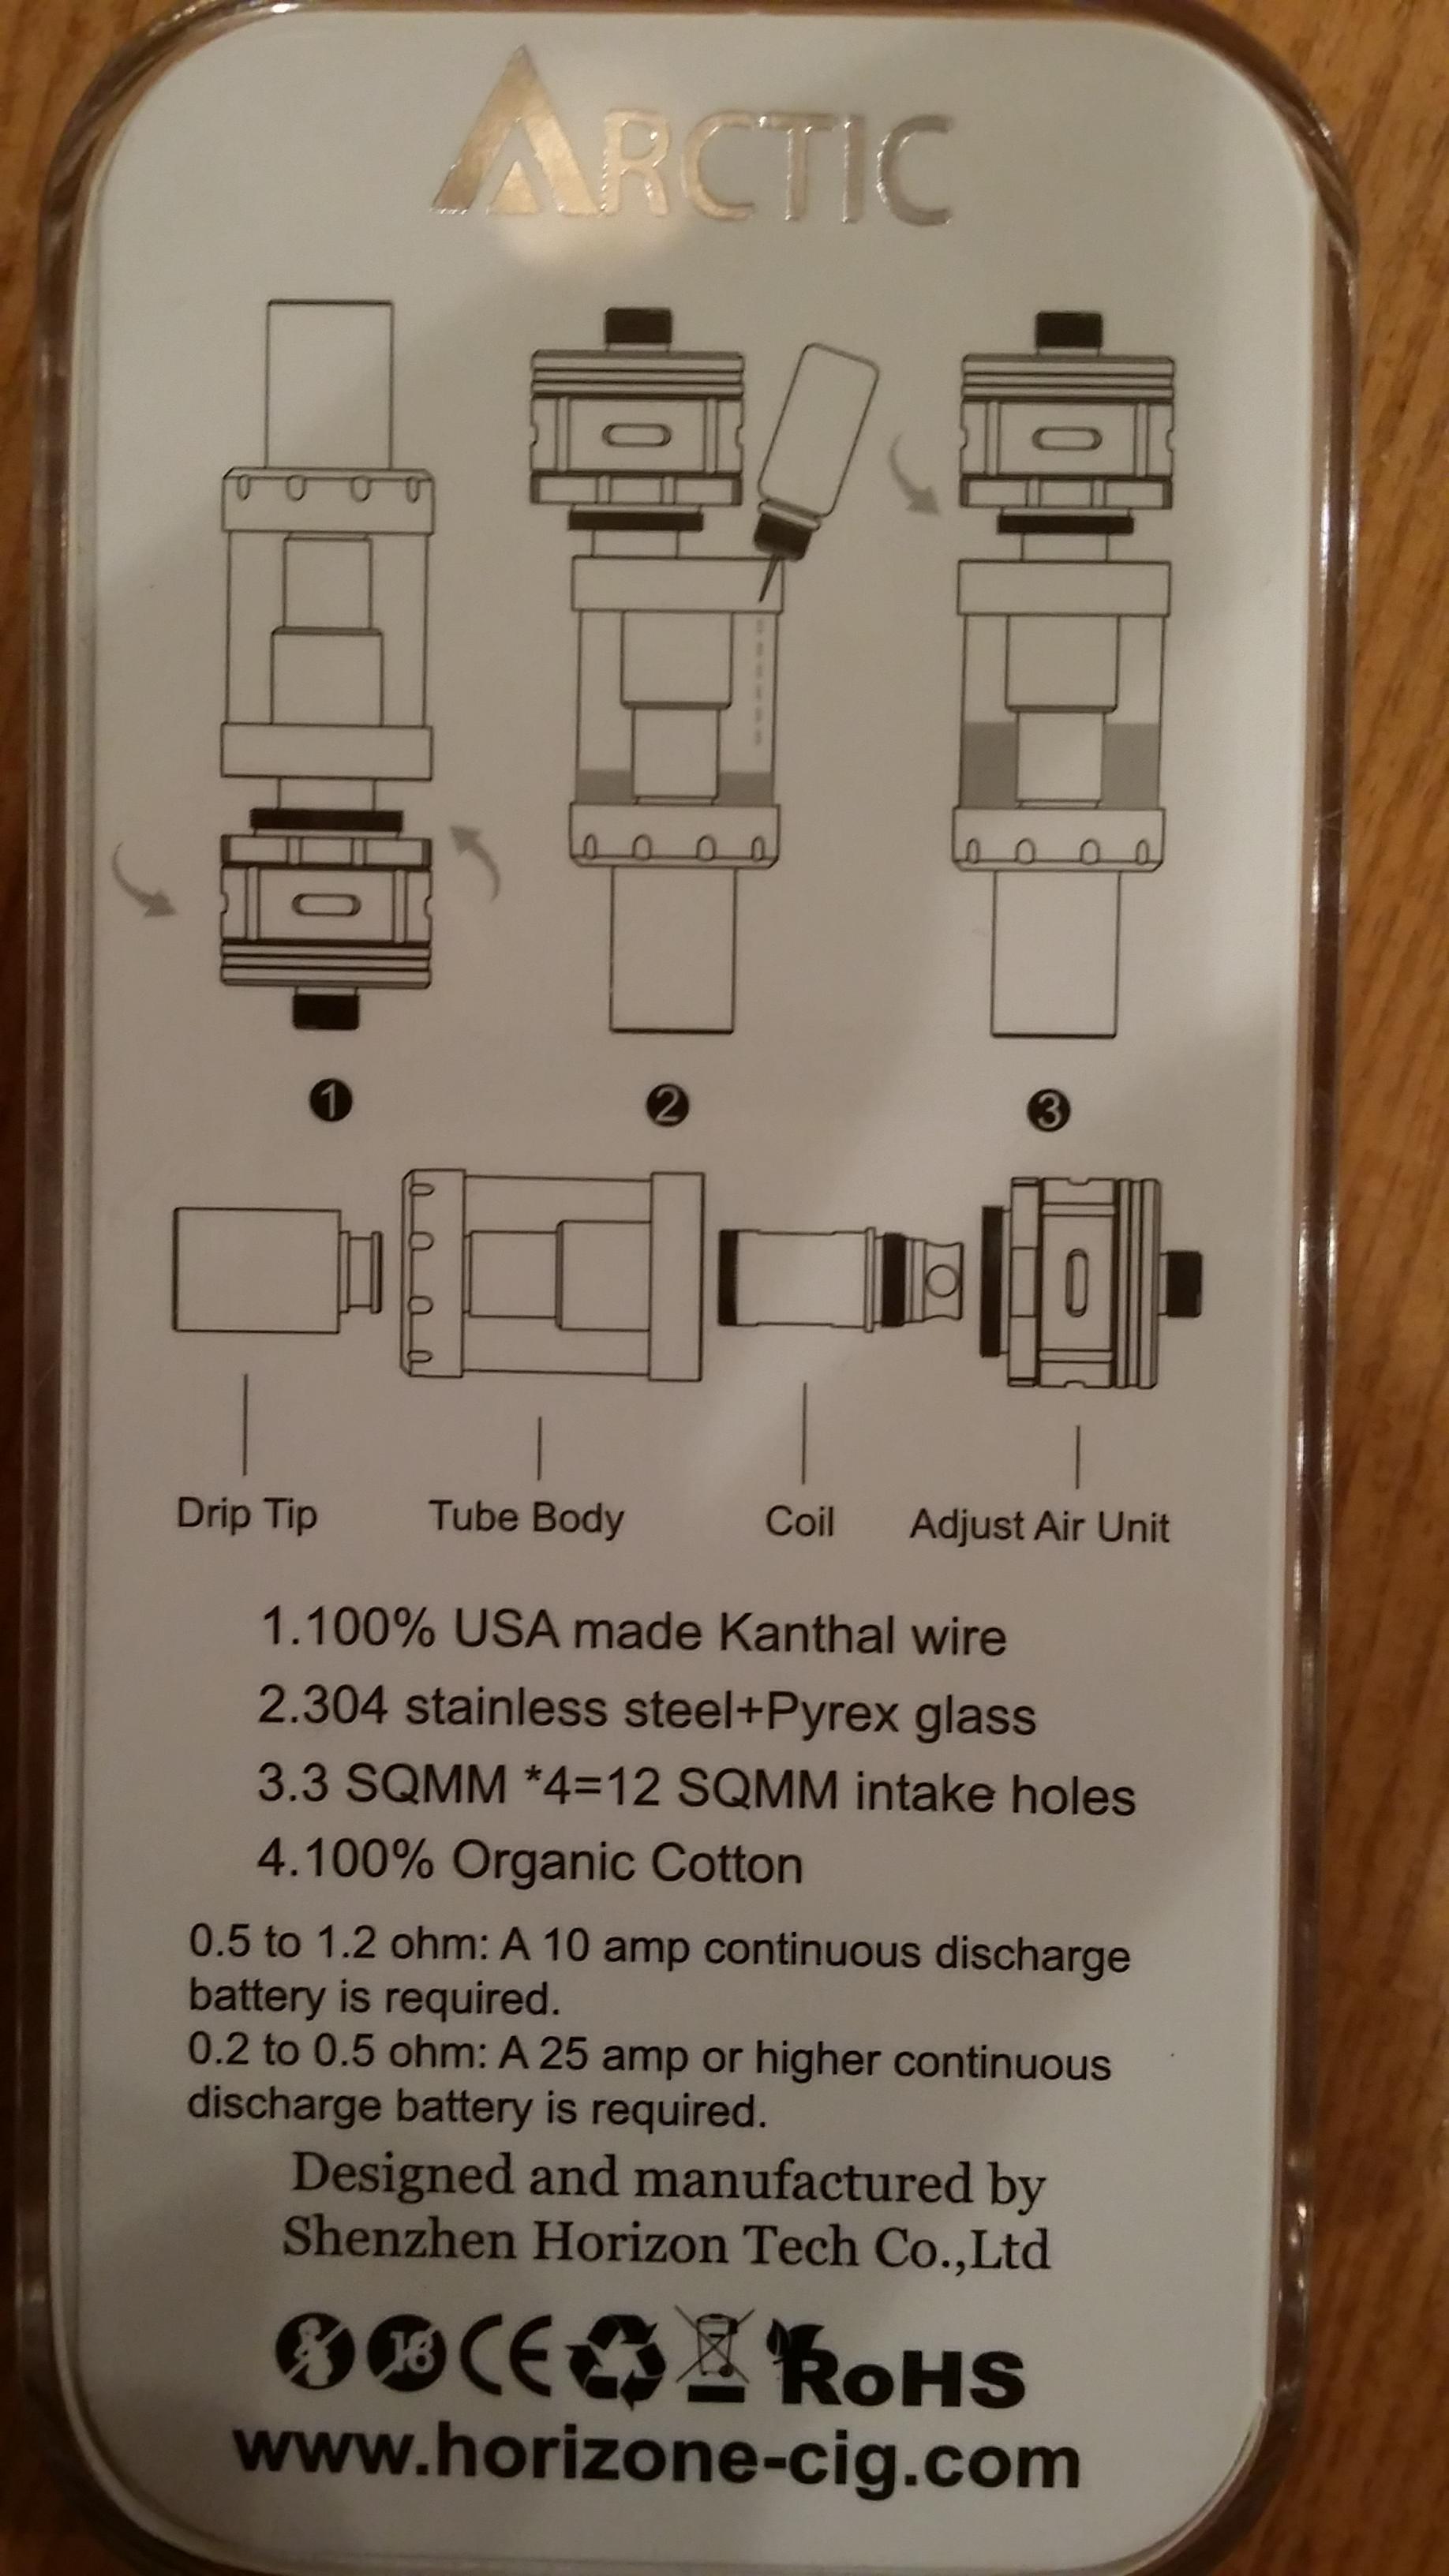 ARCTIC
1 2 3
Drip Tip Tube Body Coil Adjust Air Unit
1.100% USA made Kanthal wire
2.304 stainless steel+Pyrex glass
3.3 SQMM *4=12 SQMM intake holes
4.100% Organic Cotton
0.5 to 1.2 ohm: A 10 amp continuous discharge
battery is required.
0.2 to 0.5 ohm: A 25 amp or higher continuous
discharge battery is required.
Designed and manufactured by
Shenzhen Horizon Tech Co.,Ltd
18 CE RoHS
www.horizone-cig.com